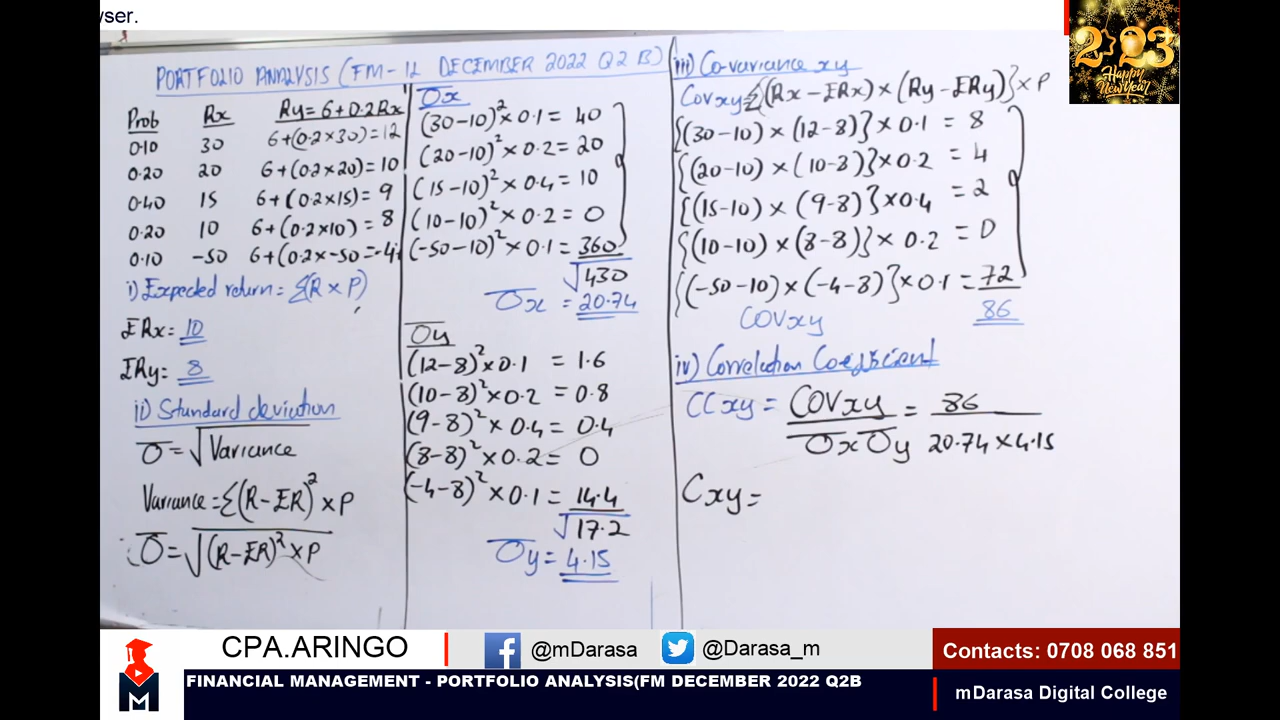 wser.
2023
Happy
New Year
PORTFOLIO ANALYSIS (FM-12 DECEMBER 2022 Q2 B)
Prob Rx Ry = 6+0.2Rx
0.10 30 6+(0.2×30)=12
0.20 20 6+(0.2×20)=10
0.40 15 6+(0.2×15)=9
0.20 10 6+(0.2×10)=8
0.10 -50 6+(0.2×-50=-4
i) Expected return = Σ(R × P)
ERx = 10
ERy = 8
ii) Standard deviation
σ = √Variance
Variance = Σ(R-ER)² × P
∴ σ = √(R-ER)² × P
σx
(30-10)² × 0.1 = 40
(20-10)² × 0.2 = 20
(15-10)² × 0.4 = 10
(10-10)² × 0.2 = 0
(-50-10)² × 0.1 = 360
√430
σx = 20.74
σy
(12-8)² × 0.1 = 1.6
(10-8)² × 0.2 = 0.8
(9-8)² × 0.4 = 0.4
(8-8)² × 0.2 = 0
(-4-8)² × 0.1 = 14.4
√17.2
σy = 4.15
iii) Co-variance xy
Covxy = Σ{(Rx - ERx) × (Ry - ERy)} × P
{(30-10) × (12-8)} × 0.1 = 8
{(20-10) × (10-8)} × 0.2 = 4
{(15-10) × (9-8)} × 0.4 = 2
{(10-10) × (8-8)} × 0.2 = 0
{(-50-10) × (-4-8)} × 0.1 = 72
COVxy 86
iv) Correlation Coefficient
CCxy = COVxy = 86
σxσy 20.74 × 4.15
Cxy =
CPA.ARINGO
@mDarasa
@Darasa_m
Contacts: 0708 068 851
M
FINANCIAL MANAGEMENT - PORTFOLIO ANALYSIS(FM DECEMBER 2022 Q2B
mDarasa Digital College